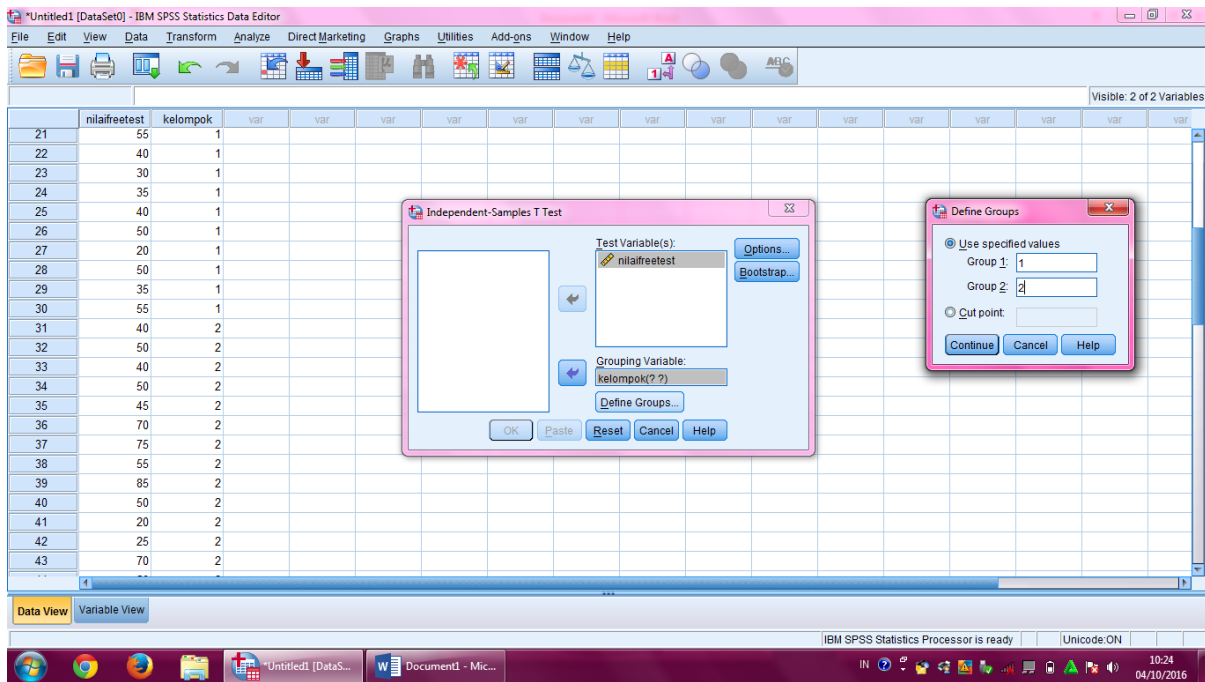 *Untitled1 [DataSet0] - IBM SPSS Statistics Data Editor
File Edit View Data Transform Analyze Direct Marketing Graphs Utilities Add-ons Window Help
Visible: 2 of 2 Variables
nilaifreetest kelompok var var var var var var var var var var var var var var var
21 55 1
22 40 1
23 30 1
24 35 1
25 40 1
26 50 1
27 20 1
28 50 1
29 35 1
30 55 1
31 40 2
32 50 2
33 40 2
34 50 2
35 45 2
36 70 2
37 75 2
38 55 2
39 85 2
40 50 2
41 20 2
42 25 2
43 70 2
Independent-Samples T Test
Test Variable(s):
nilaifreetest
Options...
Bootstrap...
Grouping Variable:
kelompok(? ?)
Define Groups...
OK Paste Reset Cancel Help
Define Groups
Use specified values
Group 1: 1
Group 2: 2
Cut point:
Continue Cancel Help
Data View Variable View
IBM SPSS Statistics Processor is ready Unicode:ON
*Untitled1 [DataS... Document1 - Mic... IN 10:24
04/10/2016